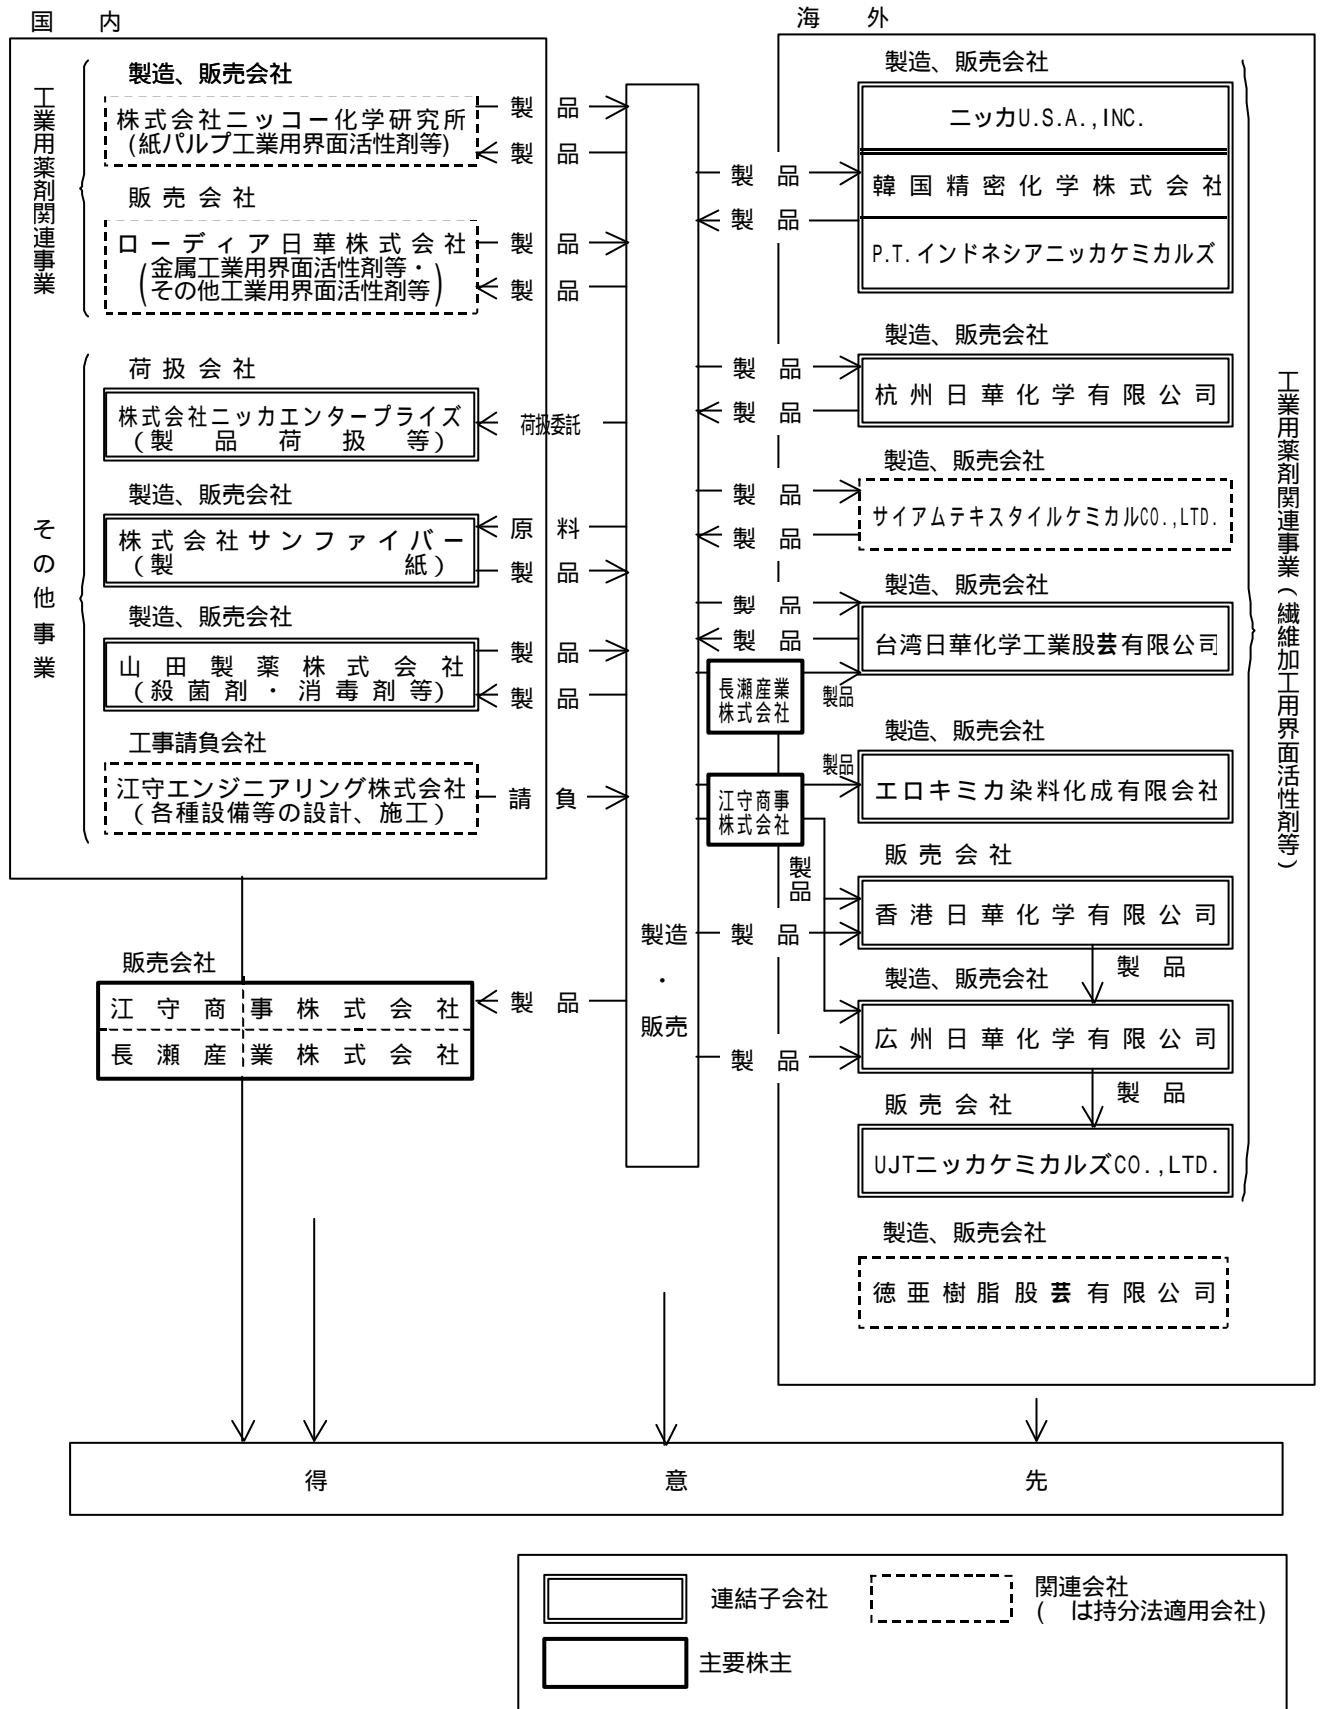 国 内
工業用薬剤関連事業
製造、販売会社
株式会社ニッコー化学研究所
(紙パルプ工業用界面活性剤等)
製 品
製 品
販売会社
ローディア日華株式会社
(金属工業用界面活性剤等・
その他工業用界面活性剤等)
製 品
製 品
その他事業
荷扱会社
株式会社ニッカエンタープライズ
(製品荷扱等)
荷扱委託
製造、販売会社
株式会社サンファイバー
(製 紙)
原 料
製 品
製造、販売会社
山田製薬株式会社
(殺菌剤・消毒剤等)
製 品
製 品
工事請負会社
江守エンジニアリング株式会社
(各種設備等の設計、施工)
請 負
販売会社
江守商事株式会社
長瀬産業株式会社
製 品
製造
・
販売
海 外
製造、販売会社
ニッカU.S.A.,INC.
韓国精密化学株式会社
P.T.インドネシアニッカケミカルズ
製 品
製 品
製造、販売会社
杭州日華化学有限公司
製 品
製 品
製造、販売会社
サイアムテキスタイルケミカルCO.,LTD.
製 品
製 品
製造、販売会社
台湾日華化学工業股芸有限公司
製 品
製 品
長瀬産業
株式会社
製品
製造、販売会社
エロキミカ染料化成有限会社
江守商事
株式会社
製品
製品
販売会社
香港日華化学有限公司
製 品
製 品
製造、販売会社
広州日華化学有限公司
製 品
製 品
販売会社
UJTニッカケミカルズCO.,LTD.
製造、販売会社
徳亜樹脂股芸有限公司
工業用薬剤関連事業(繊維加工用界面活性剤等)
得 意 先
連結子会社
関連会社
( は持分法適用会社)
主要株主